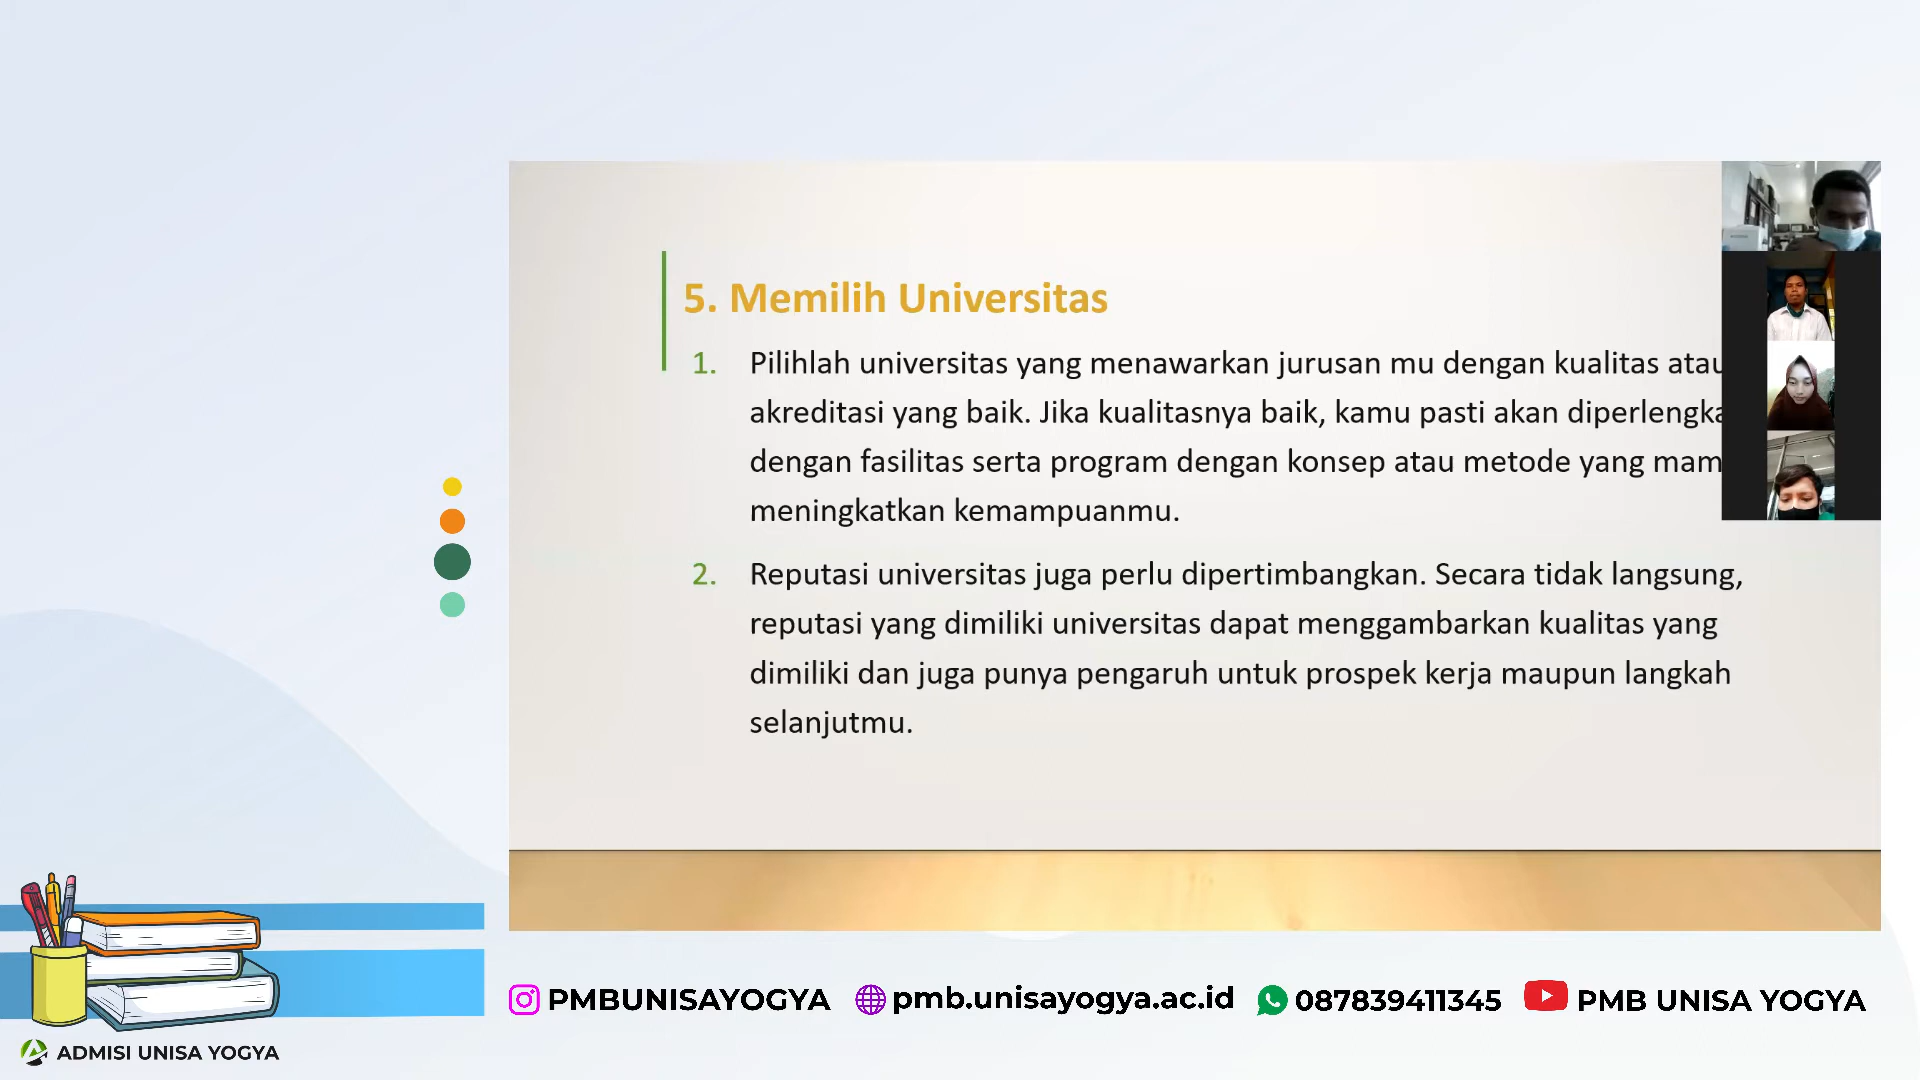 5. Memilih Universitas
1. Pilihlah universitas yang menawarkan jurusan mu dengan kualitas atau
akreditasi yang baik. Jika kualitasnya baik, kamu pasti akan
dengan fasilitas serta program dengan konsep atau metode yang
meningkatkan kemampuanmu.
2. Reputasi universitas juga perlu dipertimbangkan. Secara tidak langsung,
reputasi yang dimiliki universitas dapat menggambarkan kualitas yang
dimiliki dan juga punya pengaruh untuk prospek kerja maupun langkah
selanjutmu.
PMBUNISAYOGYA pmb.unisayogya.ac.id 087839411345 PMB UNISA YOGYA
ADMISI UNISA YOGYA